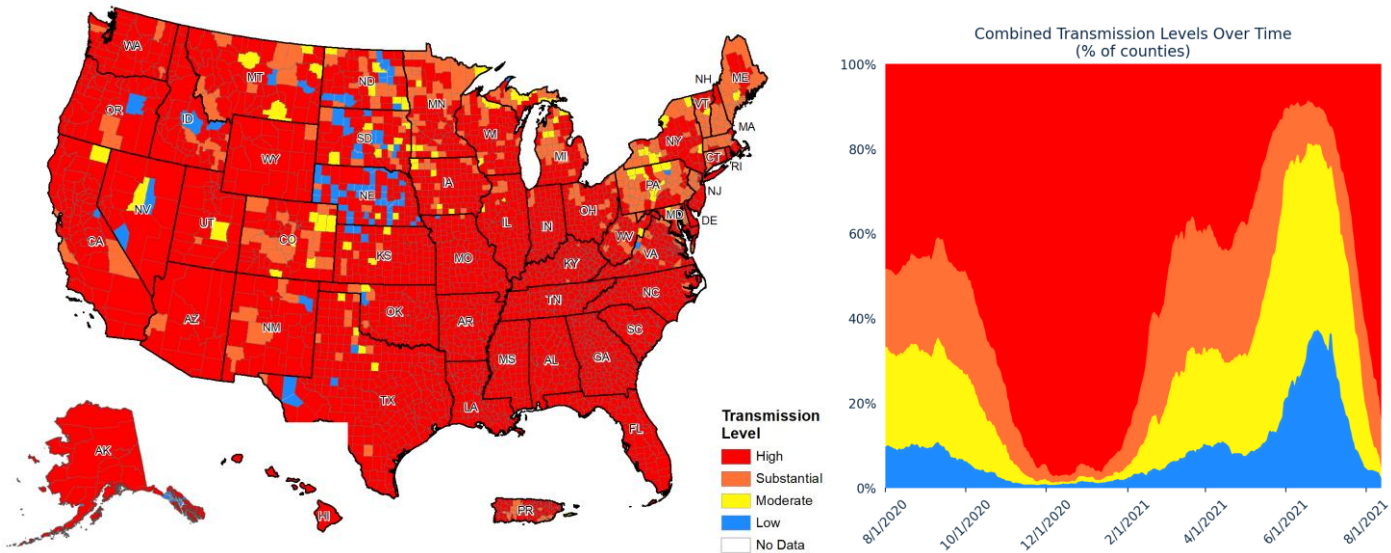 WA
OR
CA
NV
ID
MT
WY
UT
AZ
CO
NM
ND
SD
NE
KS
OK
TX
MN
IA
MO
AR
LA
WI
IL
MI
IN
OH
KY
TN
MS
AL
GA
FL
SC
NC
VA
WV
PA
NY
VT
NH
ME
MA
CT
RI
NJ
DE
MD
AK
HI
PR
Transmission
Level
High
Substantial
Moderate
Low
No Data
Combined Transmission Levels Over Time
(% of counties)
100%
80%
60%
40%
20%
0%
8/1/2020
10/1/2020
12/1/2020
2/1/2021
4/1/2021
6/1/2021
8/1/2021